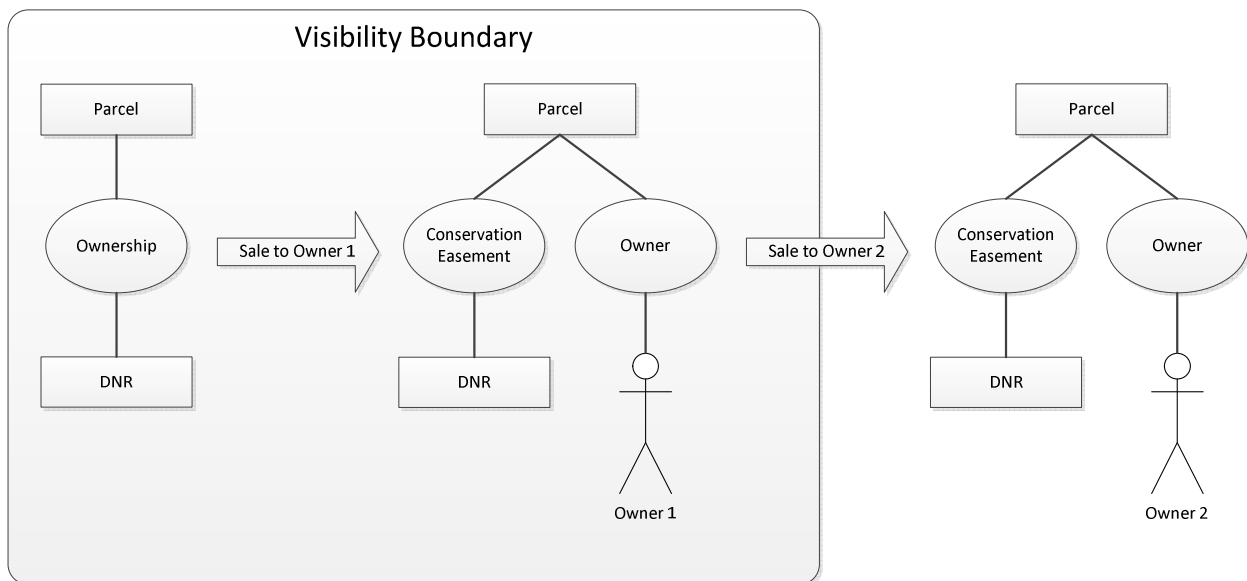 Visibility Boundary
Parcel
Ownership
DNR
Sale to Owner 1
Parcel
Conservation
Easement
Owner
DNR
Owner 1
Sale to Owner 2
Parcel
Conservation
Easement
Owner
DNR
Owner 2